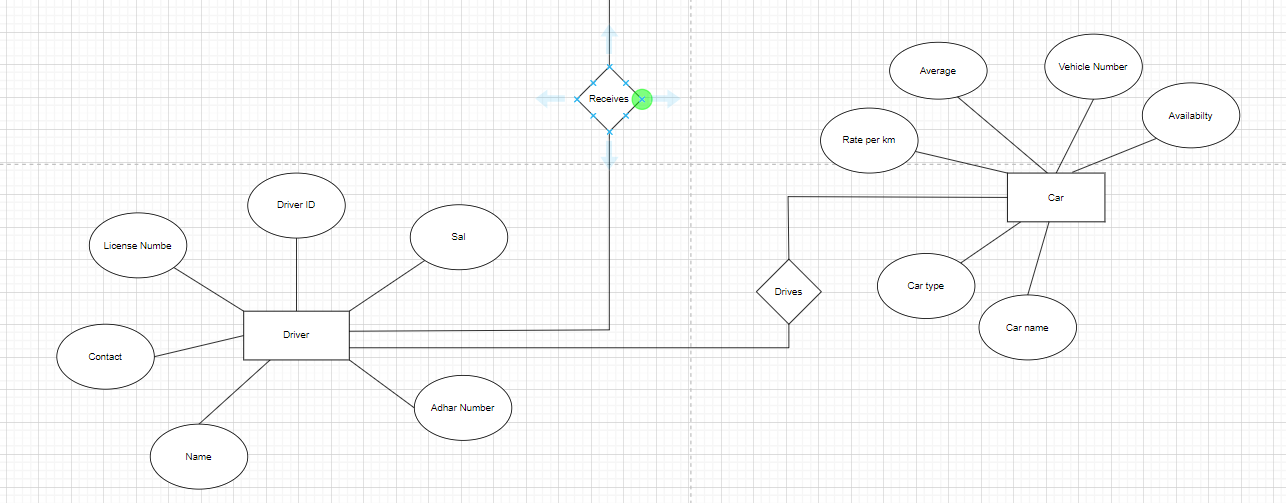 Average
Vehicle Number
Receives
Availabilty
Rate per km
Car
Driver ID
Sal
License Numbe
Car type
Drives
Car name
Driver
Contact
Adhar Number
Name